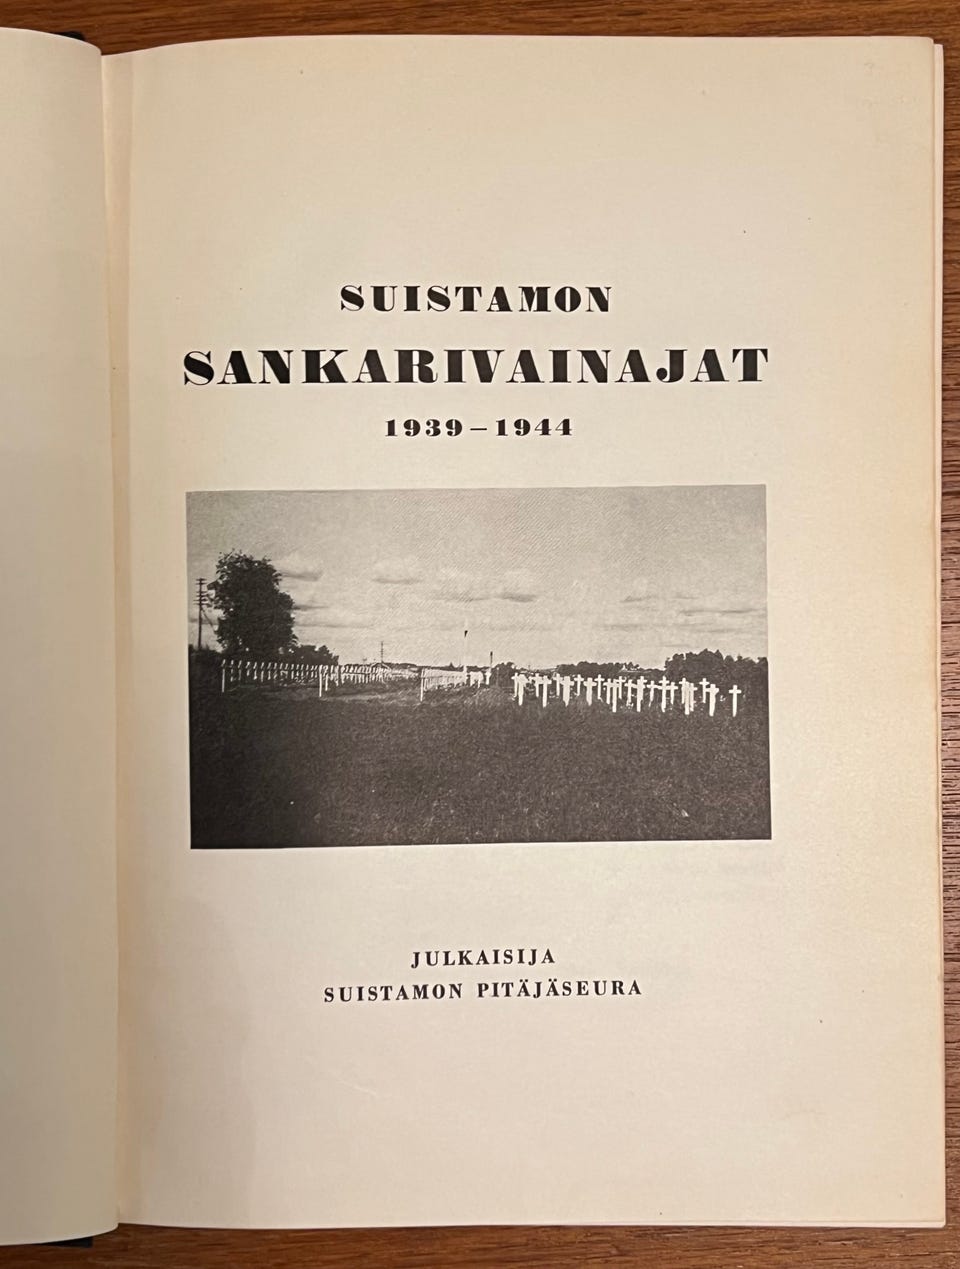 SUISTAMON
SANKARIVAINAJAT
1939–1944
JULKAISIJA
SUISTAMON PITÄJÄSEURA